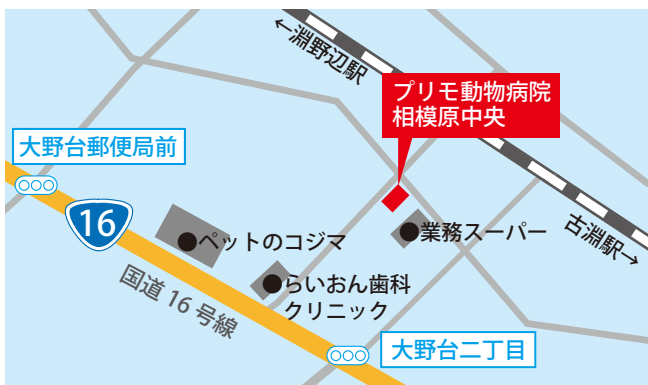 ←淵野辺駅
プリモ動物病院
相模原中央
大野台郵便局前
16
ペットのコジマ
業務スーパー
古淵駅→
らいおん歯科
クリニック
国道16号線
大野台二丁目